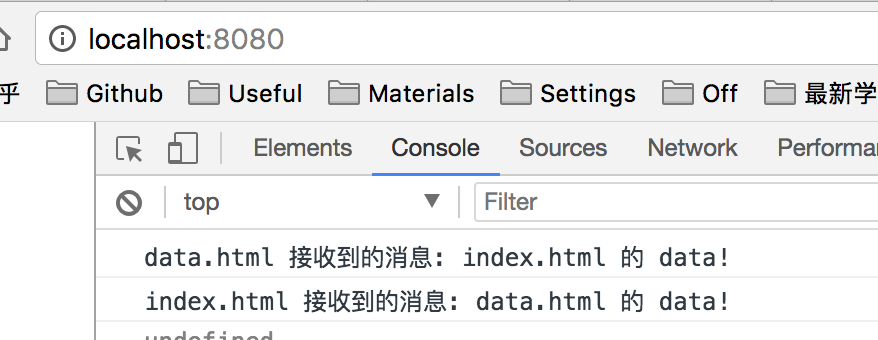 localhost:8080
乎 Github Useful Materials Settings Off 最新学
Elements Console Sources Network Performa
top Filter
data.html 接收到的消息: index.html 的 data!
index.html 接收到的消息: data.html 的 data!
undefined